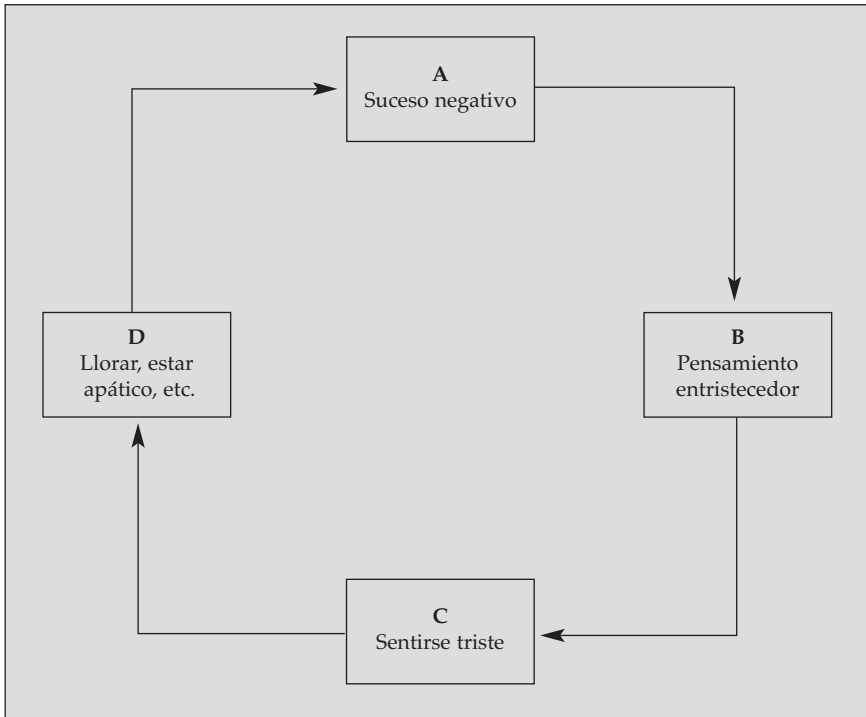 A
Suceso negativo
D
Llorar, estar
apático, etc.
B
Pensamiento
entristecedor
C
Sentirse triste